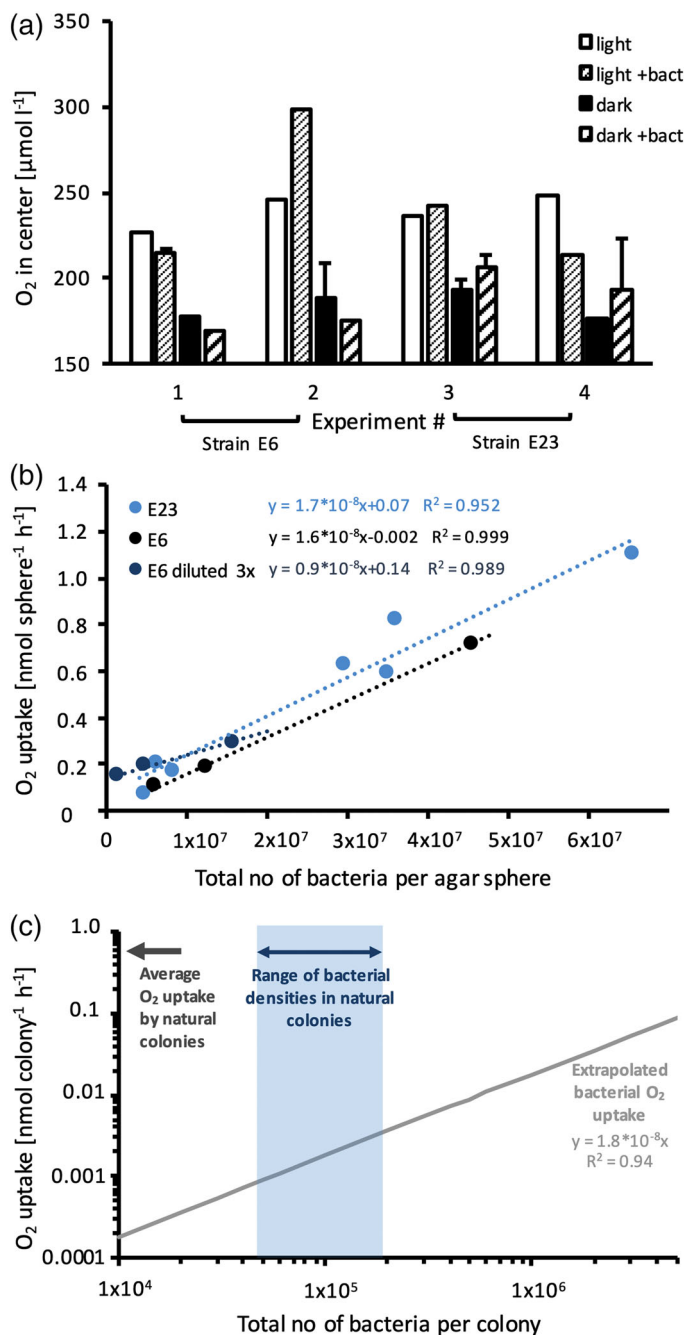 (a)
350
300
250
200
150
O₂ in center [µmol l⁻¹]
light
light +bact
dark
dark +bact
1
2
3
4
Experiment #
Strain E6
Strain E23
(b)
1.4
1.2
1.0
0.8
0.6
0.4
0.2
0
O₂ uptake [nmol sphere⁻¹ h⁻¹]
E23 y = 1.7*10⁻⁸x+0.07 R² = 0.952
E6 y = 1.6*10⁻⁸x-0.002 R² = 0.999
E6 diluted 3x y = 0.9*10⁻⁸x+0.14 R² = 0.989
0
1x10⁷
2x10⁷
3x10⁷
4x10⁷
5x10⁷
6x10⁷
Total no of bacteria per agar sphere
(c)
1.0
0.1
0.01
0.001
0.0001
O₂ uptake [nmol colony⁻¹ h⁻¹]
Average
O₂ uptake
by natural
colonies
Range of bacterial
densities in natural
colonies
Extrapolated
bacterial O₂
uptake
y = 1.8*10⁻⁸x
R² = 0.94
1x10⁴
1x10⁵
1x10⁶
Total no of bacteria per colony